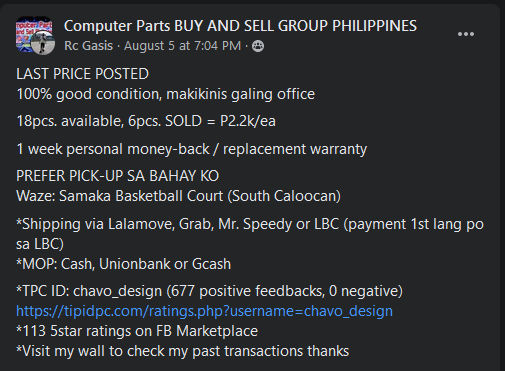 Computer Parts BUY AND SELL GROUP PHILIPPINES
Rc Gasis · August 5 at 7:04 PM ·
LAST PRICE POSTED
100% good condition, makikinis galing office
18pcs. available, 6pcs. SOLD = P2.2k/ea
1 week personal money-back / replacement warranty
PREFER PICK-UP SA BAHAY KO
Waze: Samaka Basketball Court (South Caloocan)
*Shipping via Lalamove, Grab, Mr. Speedy or LBC (payment 1st lang po
sa LBC)
*MOP: Cash, Unionbank or Gcash
*TPC ID: chavo_design (677 positive feedbacks, 0 negative)
https://tipidpc.com/ratings.php?username=chavo_design
*113 5star ratings on FB Marketplace
*Visit my wall to check my past transactions thanks